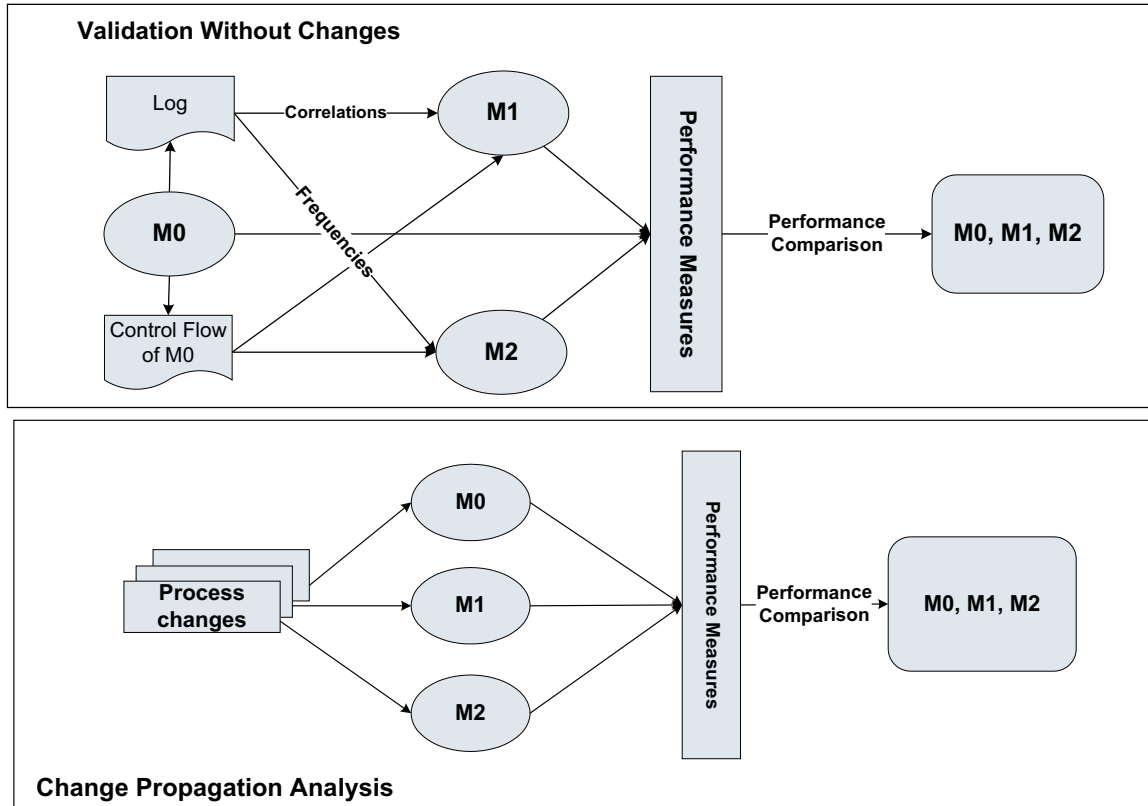 Validation Without Changes
Log
Correlations
M1
Frequencies
M0
Performance Measures
Performance
Comparison
M0, M1, M2
Control Flow
of M0
M2
M0
Process
changes
M1
Performance Measures
Performance
Comparison
M0, M1, M2
M2
Change Propagation Analysis